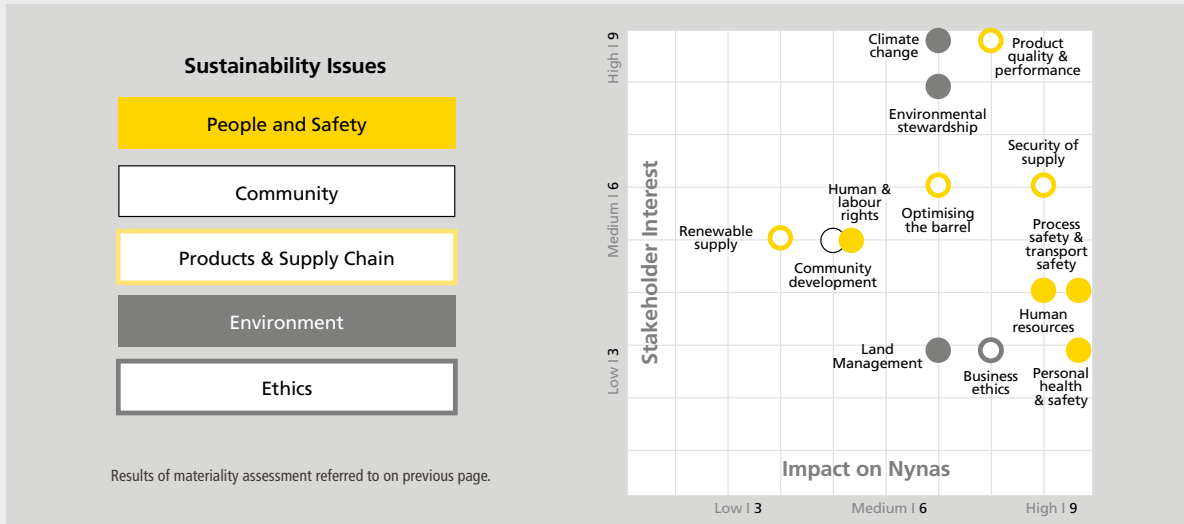 Sustainability Issues
People and Safety
Community
Products & Supply Chain
Environment
Ethics
Results of materiality assessment referred to on previous page.
High | 9
Medium | 6
Low | 3
Stakeholder Interest
Climate
change
Product
quality &
performance
Environmental
stewardship
Security of
supply
Human &
labour
rights
Optimising
the barrel
Renewable
supply
Community
development
Process
safety &
transport
safety
Human
resources
Land
Management
Business
ethics
Personal
health
& safety
Impact on Nynas
Low | 3
Medium | 6
High | 9